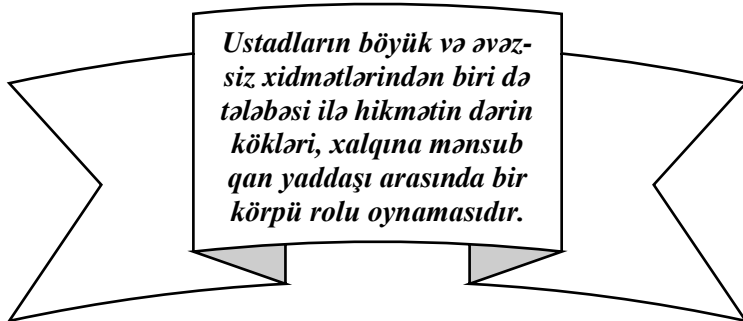 Ustadların böyük və əvəz-
siz xidmətlərindən biri də
tələbəsi ilə hikmətin dərin
kökləri, xalqına mənsub
qan yaddaşı arasında bir
körpü rolu oynamasıdır.